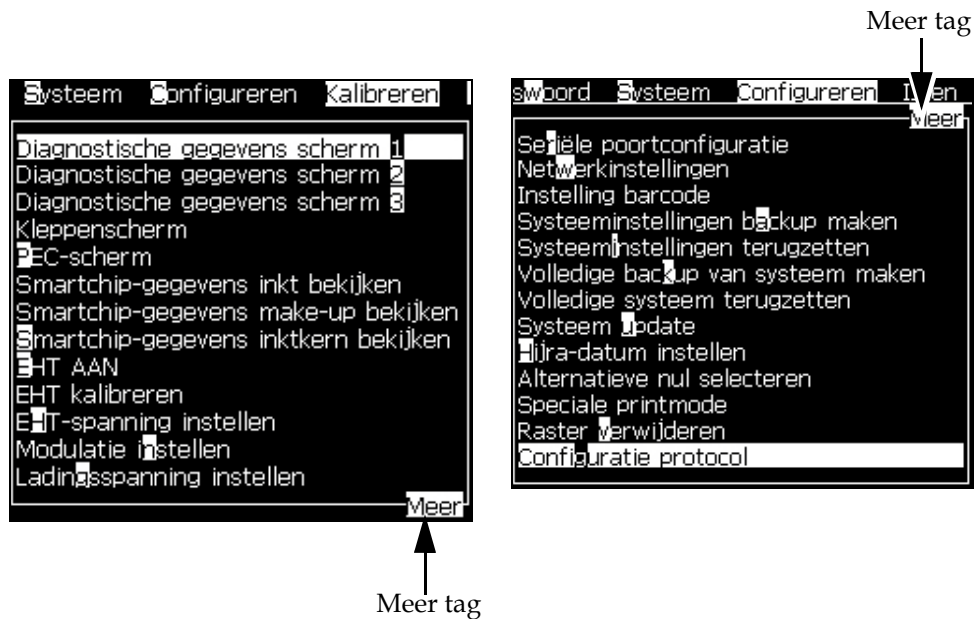 Meer tag
Systeem Configureren Kalibreren
Diagnostische gegevens scherm 1
Diagnostische gegevens scherm 2
Diagnostische gegevens scherm 3
Kleppenscherm
PEC-scherm
Smartchip-gegevens inkt bekijken
Smartchip-gegevens make-up bekijken
Smartchip-gegevens inktkern bekijken
EHT AAN
EHT kalibreren
EHT-spanning instellen
Modulatie instellen
Ladingsspanning instellen
Meer
Meer tag
swoord Systeem Configureren
Meer
Seriële poortconfiguratie
Netwerkinstellingen
Instelling barcode
Systeeminstellingen backup maken
Systeeminstellingen terugzetten
Volledige backup van systeem maken
Volledige systeem terugzetten
Systeem update
Hijra-datum instellen
Alternatieve nul selecteren
Speciale printmode
Raster verwijderen
Configuratie protocol